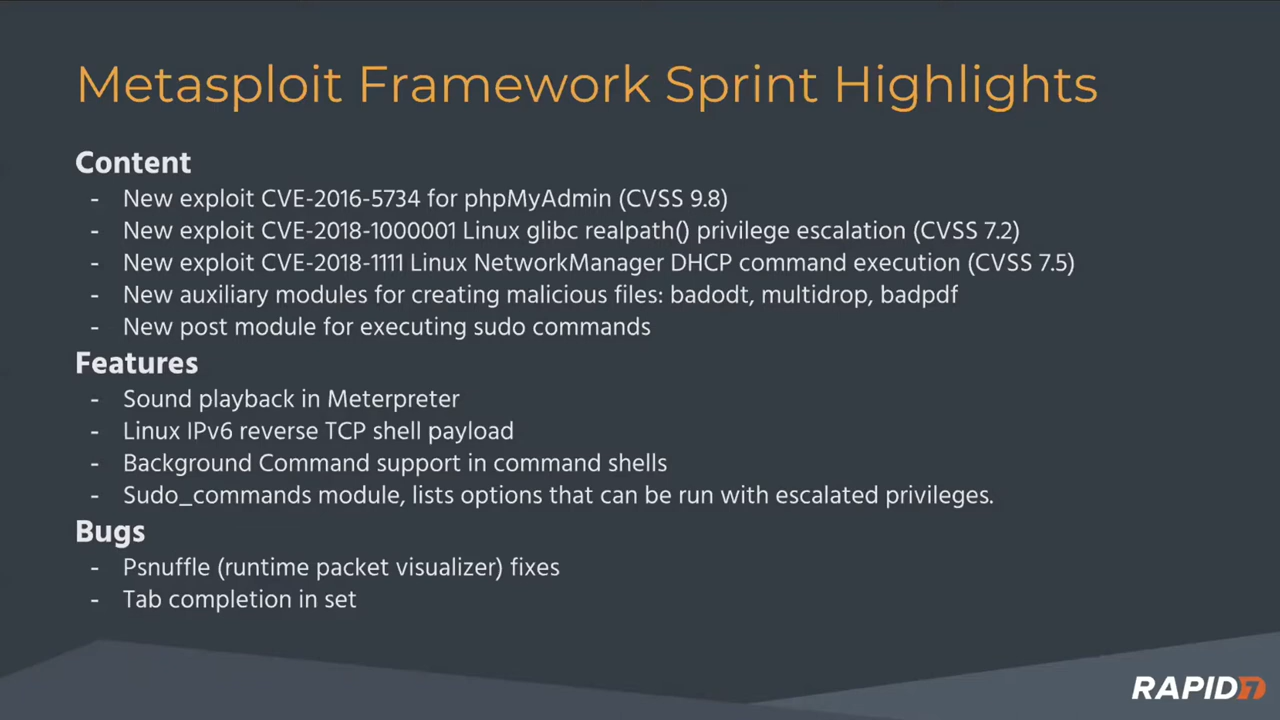 Metasploit Framework Sprint Highlights
Content
- New exploit CVE-2016-5734 for phpMyAdmin (CVSS 9.8)
- New exploit CVE-2018-1000001 Linux glibc realpath() privilege escalation (CVSS 7.2)
- New exploit CVE-2018-1111 Linux NetworkManager DHCP command execution (CVSS 7.5)
- New auxiliary modules for creating malicious files: badodt, multidrop, badpdf
- New post module for executing sudo commands
Features
- Sound playback in Meterpreter
- Linux IPv6 reverse TCP shell payload
- Background Command support in command shells
- Sudo_commands module, lists options that can be run with escalated privileges.
Bugs
- Psnuffle (runtime packet visualizer) fixes
- Tab completion in set
RAPID7